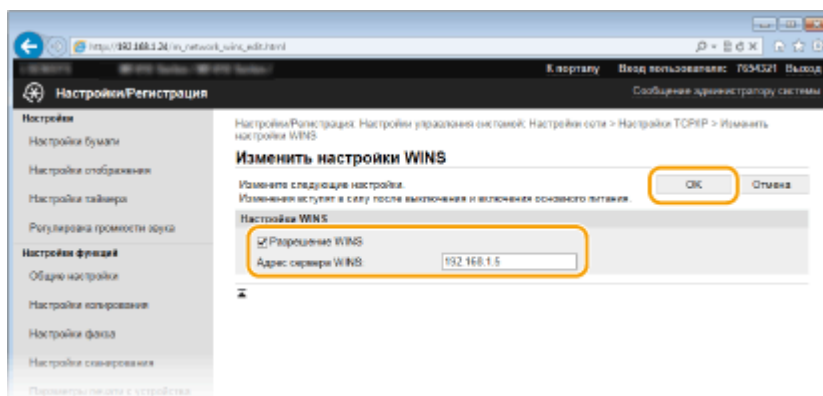 http://192.168.1.24/m_network_wins_edit.html
К порталу Вход пользователя: 7654321 Выход
Настройки/Регистрация
Сообщение администратору системы
Настройки
Настройки бумаги
Настройки отображения
Настройки таймера
Регулировка громкости звука
Настройки функций
Общие настройки
Настройки копирования
Настройки факса
Настройки сканирования
Параметры печати с устройства
Настройки/Регистрация: Настройки управления системой: Настройки сети > Настройки TCP/IP > Изменить
настройки WINS
Изменить настройки WINS
Измените следующие настройки.
Изменения вступят в силу после выключения и включения основного питания.
OK Отмена
Настройки WINS
Разрешение WINS
Адрес сервера WINS: 192.168.1.5